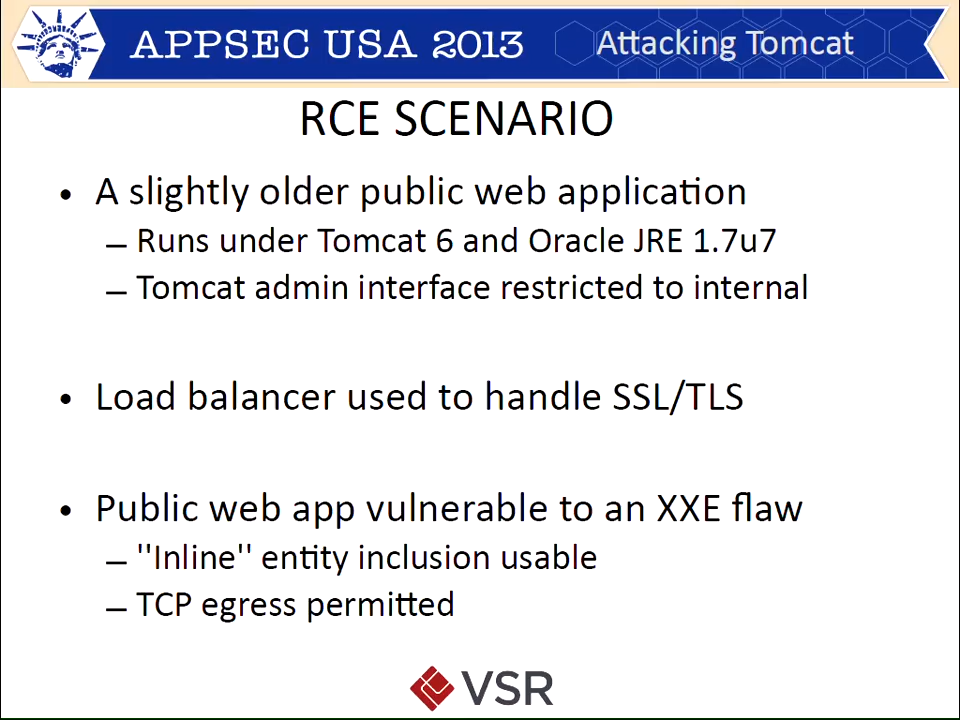 APPSEC USA 2013
Attacking Tomcat
RCE SCENARIO
• A slightly older public web application
– Runs under Tomcat 6 and Oracle JRE 1.7u7
– Tomcat admin interface restricted to internal
• Load balancer used to handle SSL/TLS
• Public web app vulnerable to an XXE flaw
– "Inline" entity inclusion usable
– TCP egress permitted
VSR